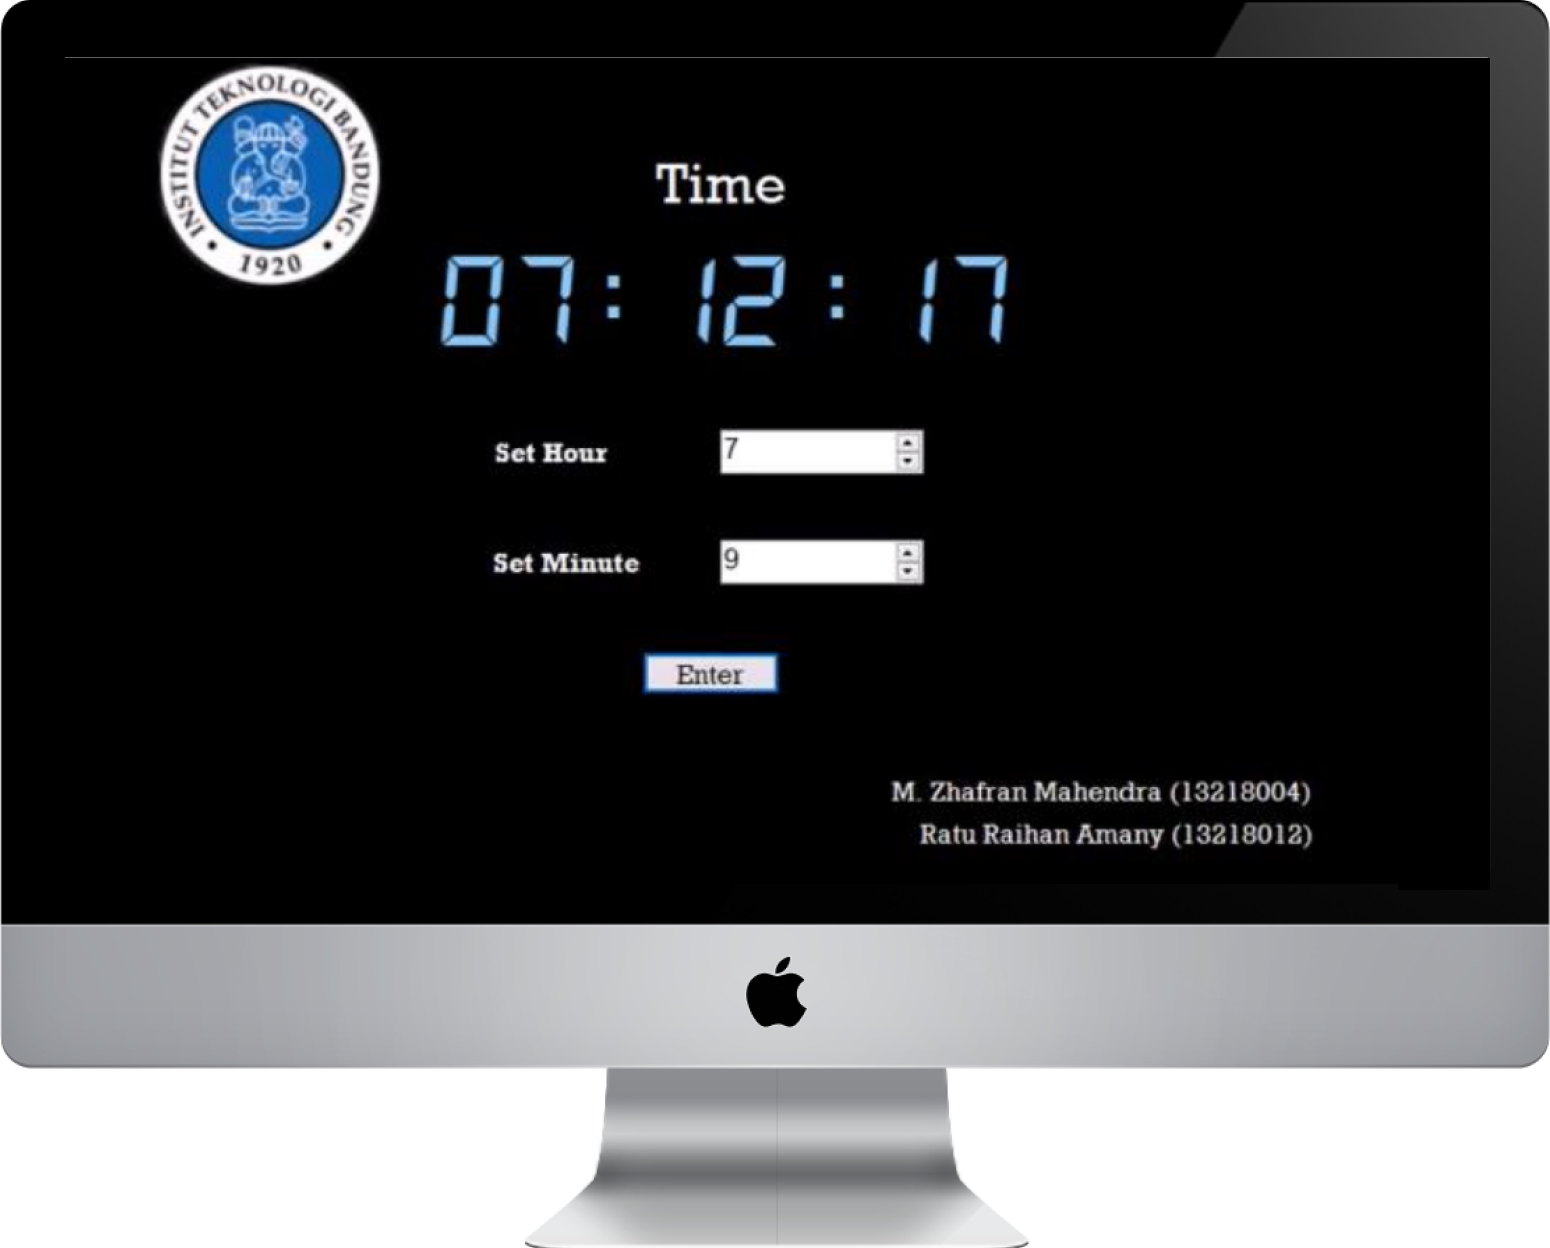 INSTITUT TEKNOLOGI BANDUNG
1920
Time
07: 12: 17
Set Hour
7
Set Minute
9
Enter
M. Zhafran Mahendra (13218004)
Ratu Raihan Amany (13218012)